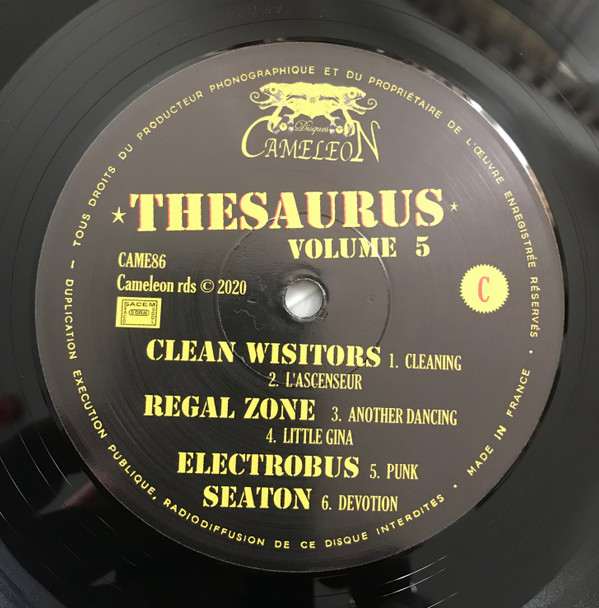 TOUS DROITS DU PRODUCTEUR PHONOGRAPHIQUE ET DU PROPRIÉTAIRE DE L'ŒUVRE ENREGISTRÉE RÉSERVÉS •
Disques
CAMELEON
THESAURUS
VOLUME 5
CAME86
Cameleon rds © 2020
SACEM
C
CLEAN WISITORS 1. CLEANING
2. L'ASCENSEUR
REGAL ZONE 3. ANOTHER DANCING
4. LITTLE GINA
ELECTROBUS 5. PUNK
SEATON 6. DEVOTION
– DUPLICATION EXECUTION PUBLIQUE, RADIODIFFUSION DE CE DISQUE INTERDITES • MADE IN FRANCE •